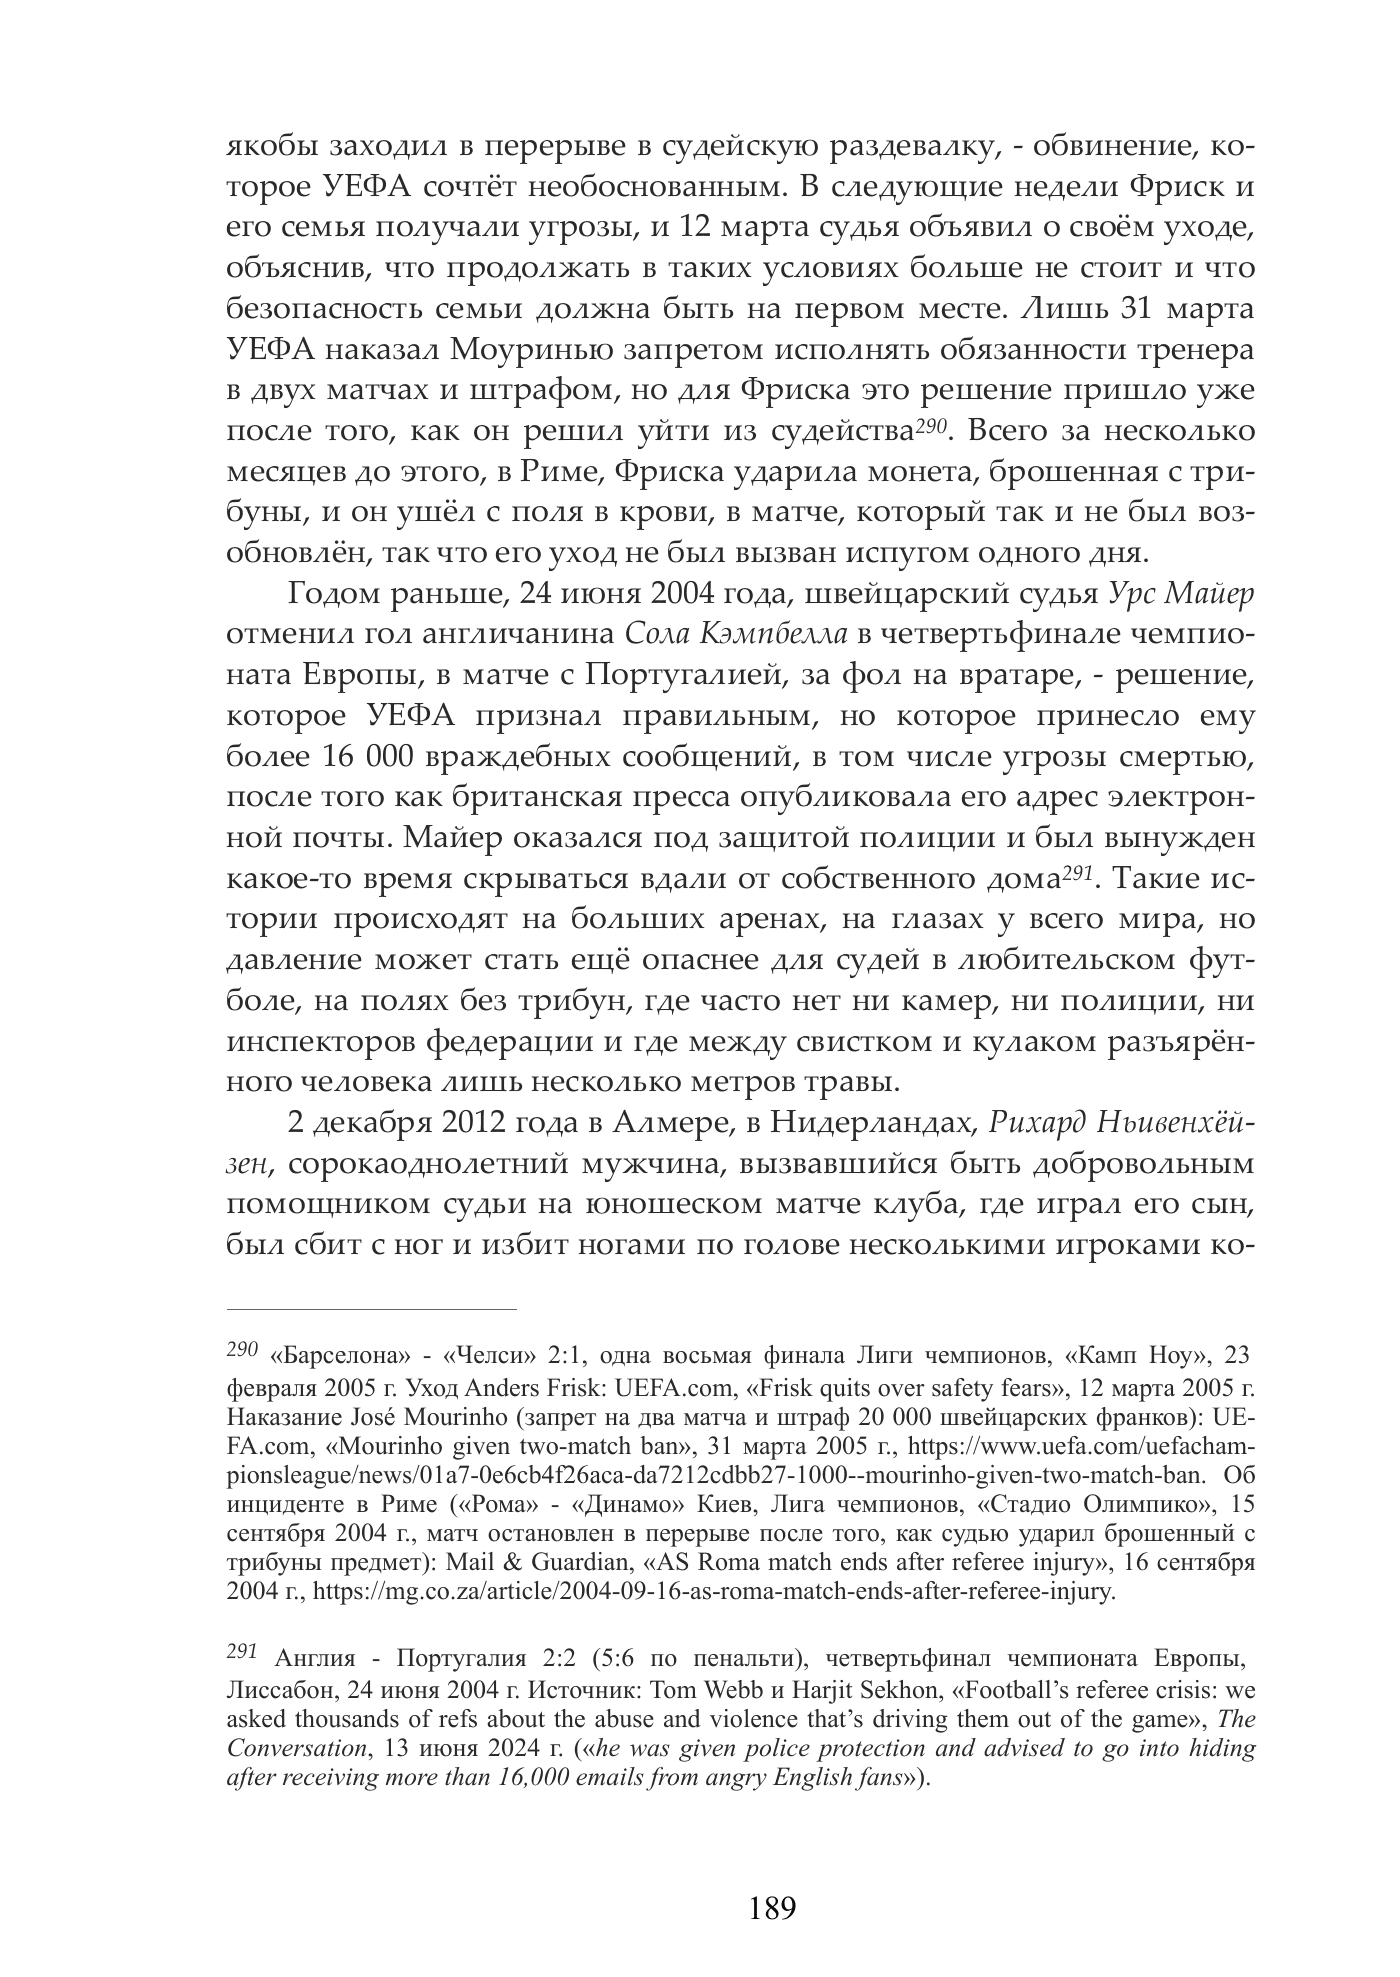 якобы заходил в перерыве в судейскую раздевалку, - обвинение, ко-
торое УЕФА сочтёт необоснованным. В следующие недели Фриск и
его семья получали угрозы, и 12 марта судья объявил о своём уходе,
объяснив, что продолжать в таких условиях больше не стоит и что
безопасность семьи должна быть на первом месте. Лишь 31 марта
УЕФА наказал Моуринью запретом исполнять обязанности тренера
в двух матчах и штрафом, но для Фриска это решение пришло уже
после того, как он решил уйти из судейства290. Всего за несколько
месяцев до этого, в Риме, Фриска ударила монета, брошенная с три-
буны, и он ушёл с поля в крови, в матче, который так и не был воз-
обновлён, так что его уход не был вызван испугом одного дня.
Годом раньше, 24 июня 2004 года, швейцарский судья Урс Майер
отменил гол англичанина Сола Кэмпбелла в четвертьфинале чемпио-
ната Европы, в матче с Португалией, за фол на вратаре, - решение,
которое УЕФА признал правильным, но которое принесло ему
более 16 000 враждебных сообщений, в том числе угрозы смертью,
после того как британская пресса опубликовала его адрес электрон-
ной почты. Майер оказался под защитой полиции и был вынужден
какое-то время скрываться вдали от собственного дома291. Такие ис-
тории происходят на больших аренах, на глазах у всего мира, но
давление может стать ещё опаснее для судей в любительском фут-
боле, на полях без трибун, где часто нет ни камер, ни полиции, ни
инспекторов федерации и где между свистком и кулаком разъярён-
ного человека лишь несколько метров травы.
2 декабря 2012 года в Алмере, в Нидерландах, Рихард Ньивенхёй-
зен, сорокаоднолетний мужчина, вызвавшийся быть добровольным
помощником судьи на юношеском матче клуба, где играл его сын,
был сбит с ног и избит ногами по голове несколькими игроками ко-
290 «Барселона» - «Челси» 2:1, одна восьмая финала Лиги чемпионов, «Камп Ноу», 23
февраля 2005 г. Уход Anders Frisk: UEFA.com, «Frisk quits over safety fears», 12 марта 2005 г.
Наказание José Mourinho (запрет на два матча и штраф 20 000 швейцарских франков): UE-
FA.com, «Mourinho given two-match ban», 31 марта 2005 г., https://www.uefa.com/uefacham-
pionsleague/news/01a7-0e6cb4f26aca-da7212cdbb27-1000--mourinho-given-two-match-ban. Об
инциденте в Риме («Рома» - «Динамо» Киев, Лига чемпионов, «Стадио Олимпико», 15
сентября 2004 г., матч остановлен в перерыве после того, как судью ударил брошенный с
трибуны предмет): Mail & Guardian, «AS Roma match ends after referee injury», 16 сентября
2004 г., https://mg.co.za/article/2004-09-16-as-roma-match-ends-after-referee-injury.
291 Англия - Португалия 2:2 (5:6 по пенальти), четвертьфинал чемпионата Европы,
Лиссабон, 24 июня 2004 г. Источник: Tom Webb и Harjit Sekhon, «Football’s referee crisis: we
asked thousands of refs about the abuse and violence that’s driving them out of the game», The
Conversation, 13 июня 2024 г. («he was given police protection and advised to go into hiding
after receiving more than 16,000 emails from angry English fans»).
189